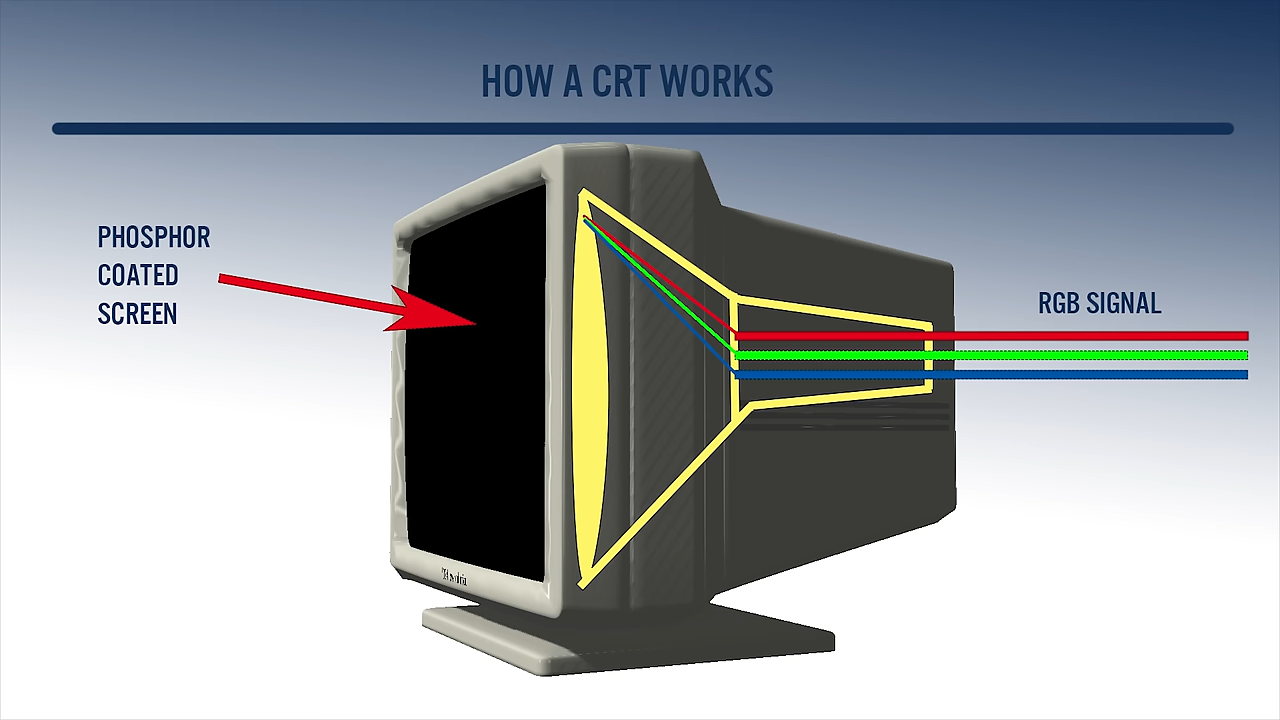 HOW A CRT WORKS
PHOSPHOR
COATED
SCREEN
RGB SIGNAL